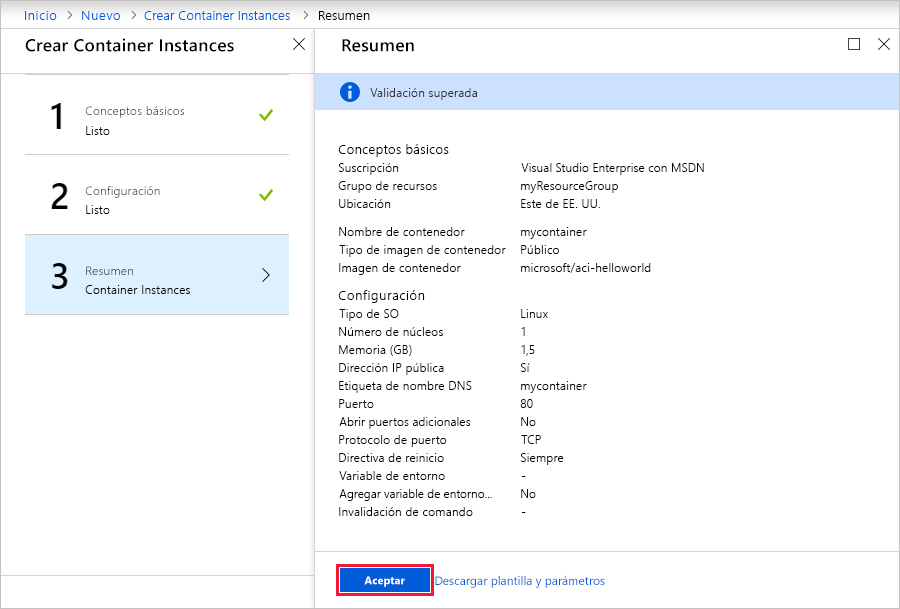 Inicio > Nuevo > Crear Container Instances > Resumen
Crear Container Instances
1
Conceptos básicos
Listo
2
Configuración
Listo
3
Resumen
Container Instances
Resumen
Validación superada
Conceptos básicos
Suscripción Visual Studio Enterprise con MSDN
Grupo de recursos myResourceGroup
Ubicación Este de EE. UU.
Nombre de contenedor mycontainer
Tipo de imagen de contenedor Público
Imagen de contenedor microsoft/aci-helloworld
Configuración
Tipo de SO Linux
Número de núcleos 1
Memoria (GB) 1,5
Dirección IP pública Sí
Etiqueta de nombre DNS mycontainer
Puerto 80
Abrir puertos adicionales No
Protocolo de puerto TCP
Directiva de reinicio Siempre
Variable de entorno -
Agregar variable de entorno... No
Invalidación de comando -
Aceptar Descargar plantilla y parámetros